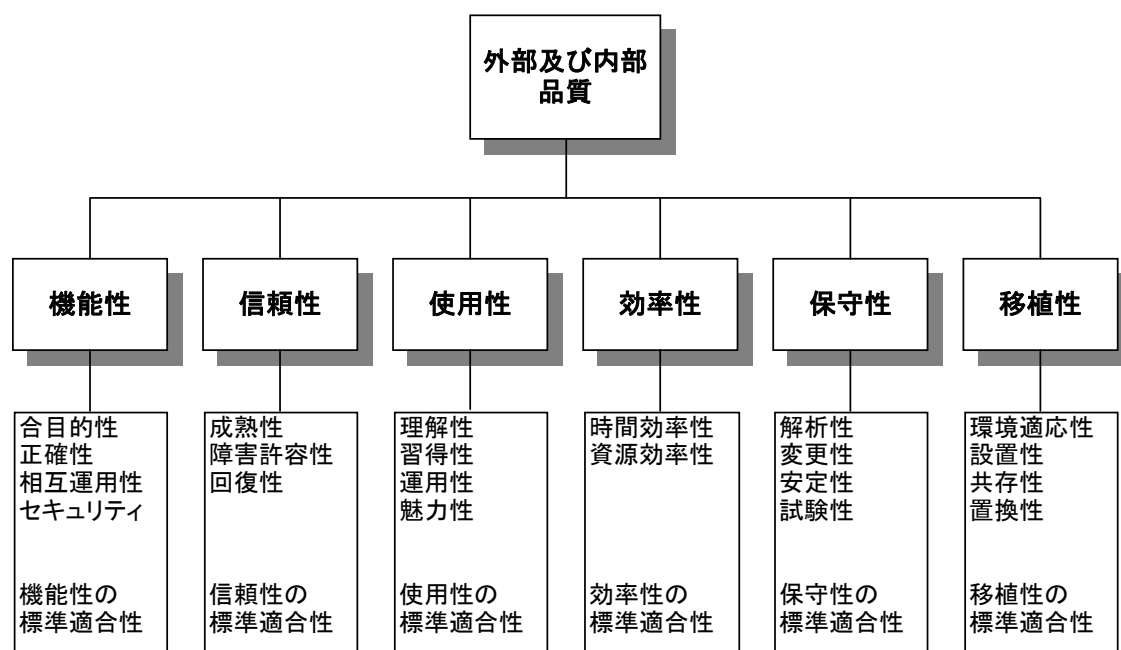 外部及び内部
品質
機能性
信頼性
使用性
効率性
保守性
移植性
合目的性
正確性
相互運用性
セキュリティ
機能性の
標準適合性
成熟性
障害許容性
回復性
信頼性の
標準適合性
理解性
習得性
運用性
魅力性
使用性の
標準適合性
時間効率性
資源効率性
効率性の
標準適合性
解析性
変更性
安定性
試験性
保守性の
標準適合性
環境適応性
設置性
共存性
置換性
移植性の
標準適合性